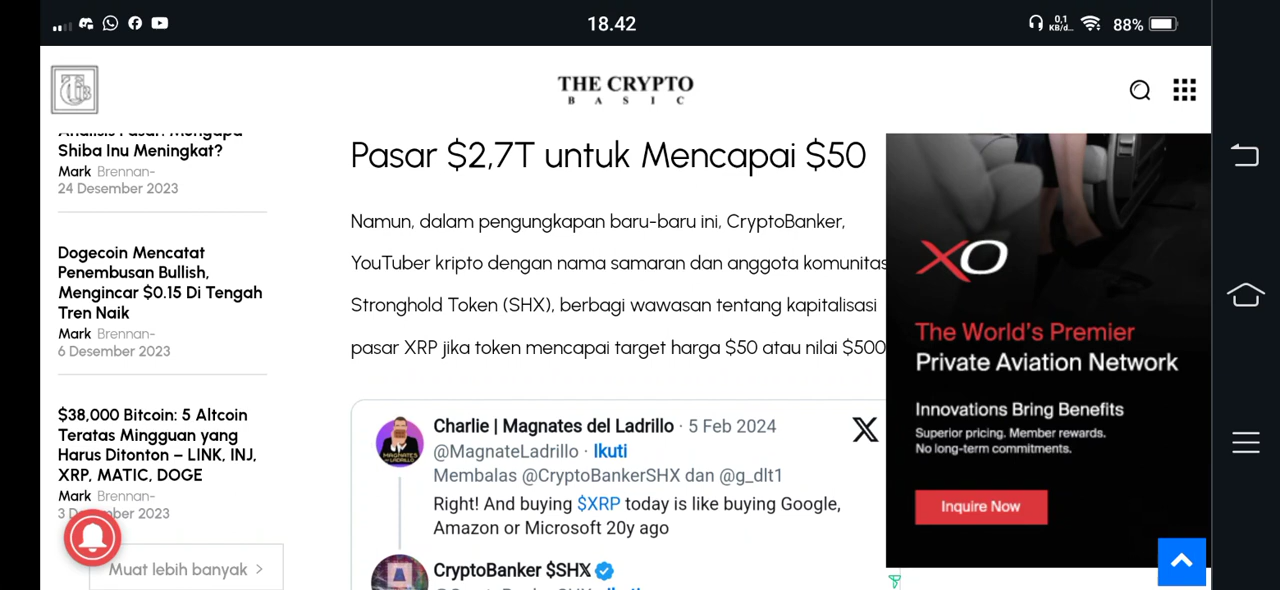 18.42
0,1
KB/d...
88%
THE CRYPTO
BASIC
Shiba Inu Meningkat?
Mark Brennan-
24 Desember 2023
Dogecoin Mencatat
Penembusan Bullish,
Mengincar $0.15 Di Tengah
Tren Naik
Mark Brennan-
6 Desember 2023
$38,000 Bitcoin: 5 Altcoin
Teratas Mingguan yang
Harus Ditonton – LINK, INJ,
XRP, MATIC, DOGE
Mark Brennan-
3 D mber 2023
Muat lebih banyak >
Pasar $2,7T untuk Mencapai $50
Namun, dalam pengungkapan baru-baru ini, CryptoBanker,
YouTuber kripto dengan nama samaran dan anggota komunitas
Stronghold Token (SHX), berbagi wawasan tentang kapitalisasi
pasar XRP jika token mencapai target harga $50 atau nilai $500
Charlie | Magnates del Ladrillo · 5 Feb 2024
@MagnateLadrillo · Ikuti
Membalas @CryptoBankerSHX dan @g_dlt1
Right! And buying $XRP today is like buying Google,
Amazon or Microsoft 20y ago
CryptoBanker $SHX
XO
The World's Premier
Private Aviation Network
Innovations Bring Benefits
Superior pricing. Member rewards.
No long-term commitments.
Inquire Now